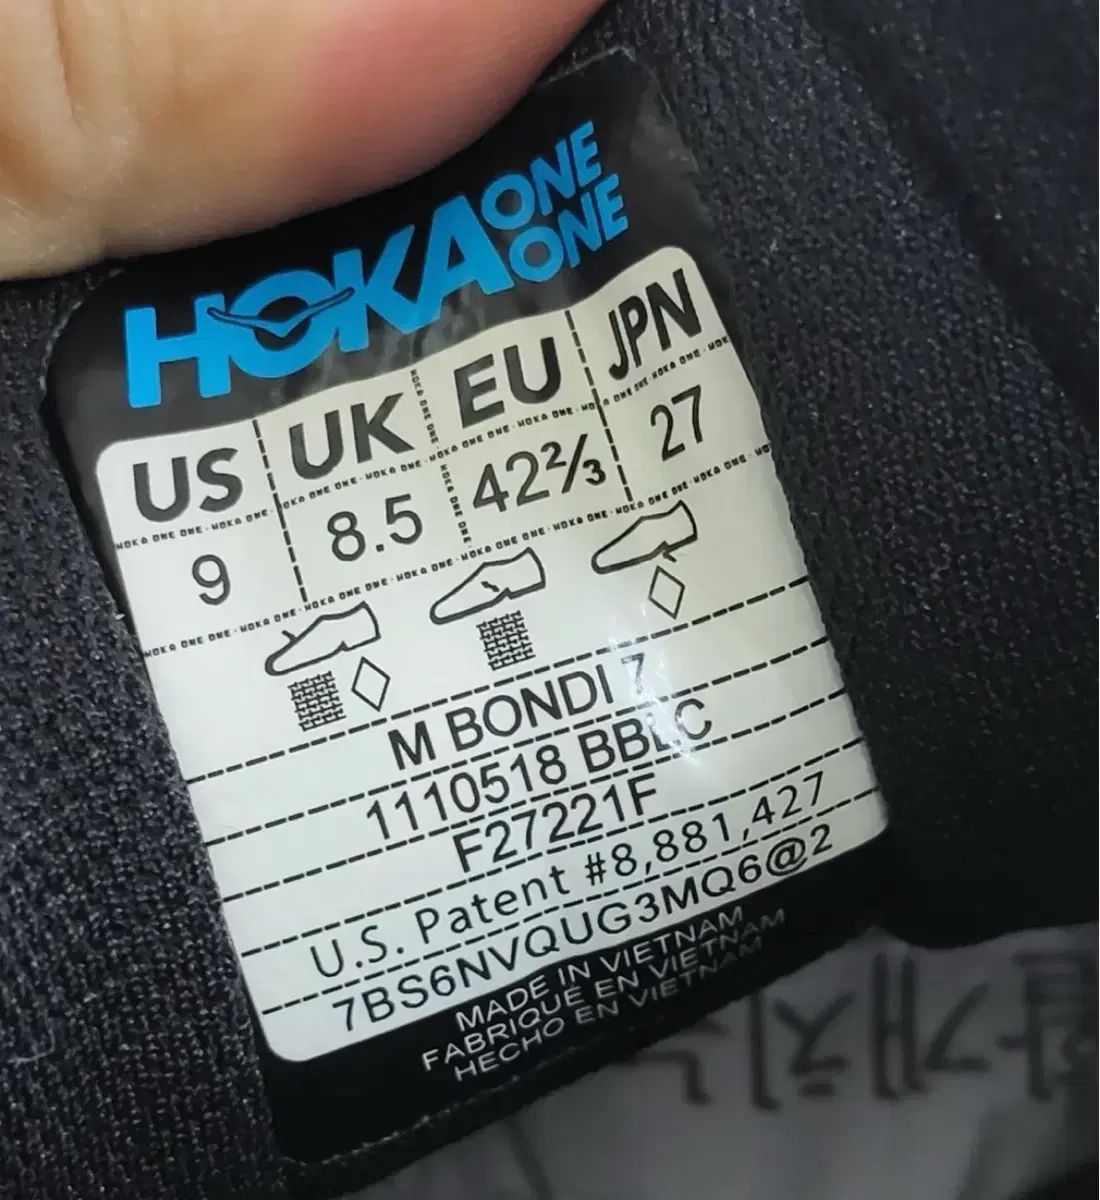 HOKA ONE ONE
US UK EU JPN
9 8.5 42⅔ 27
M BONDI 7
1110518 BBLC
F27221F
U.S. Patent #8,881,427
7BS6NVQUG3MQ6@2
MADE IN VIETNAM
FABRIQUÉ EN VIETNAM
HECHO EN VIETNAM